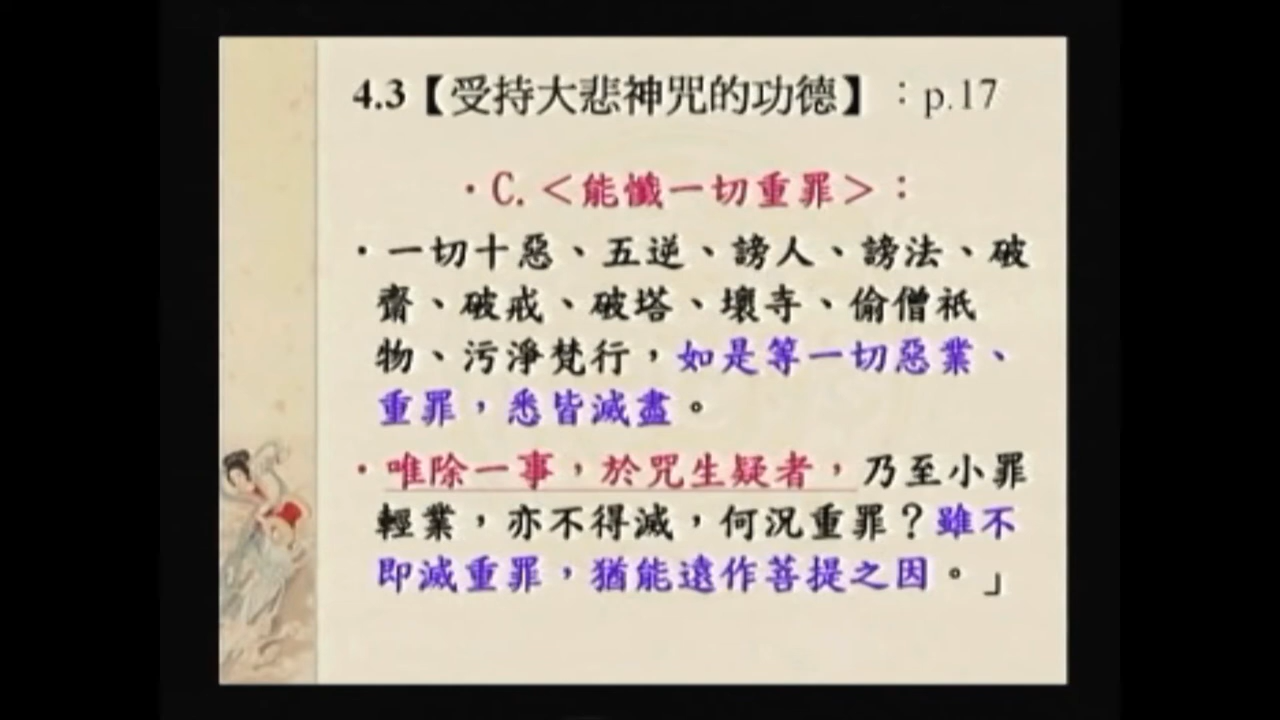 4.3【受持大悲神咒的功德】：p.17
·C.＜能懺一切重罪＞：
·一切十惡、五逆、謗人、謗法、破
齋、破戒、破塔、壞寺、偷僧祇
物、污淨梵行，如是等一切惡業、
重罪，悉皆滅盡。
·唯除一事，於咒生疑者，乃至小罪
輕業，亦不得滅，何況重罪？雖不
即滅重罪，猶能遠作菩提之因。」